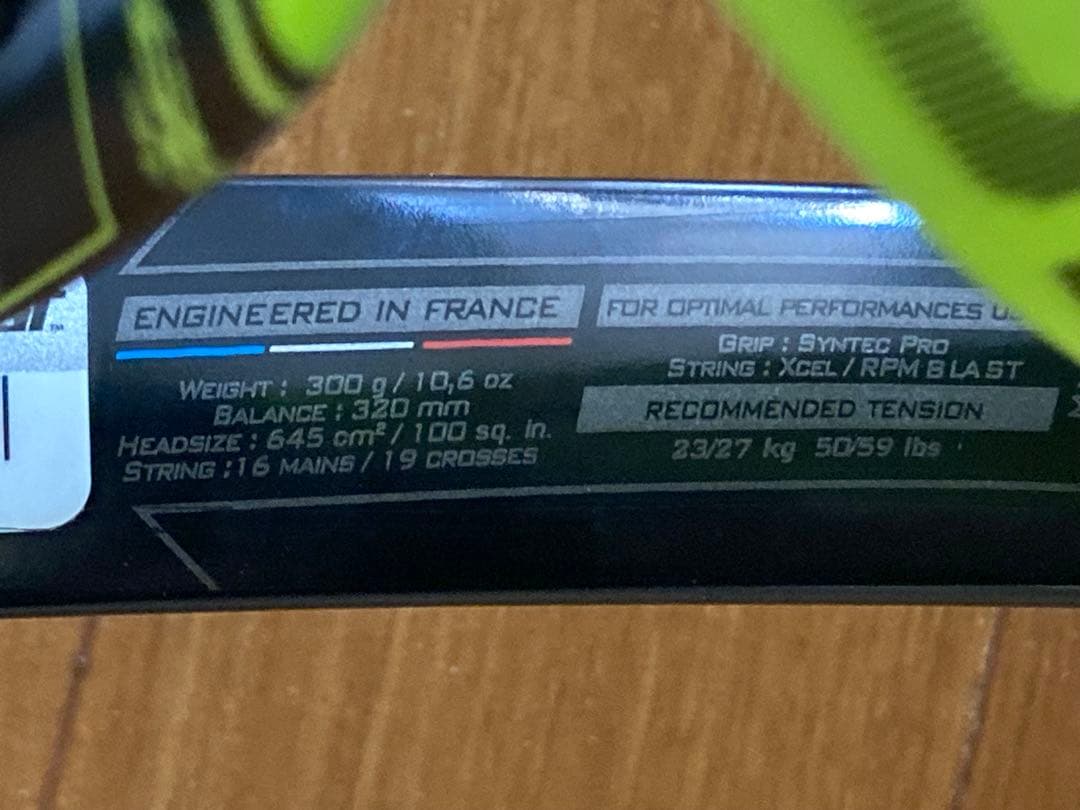 ENGINEERED IN FRANCE
WEIGHT : 300 g / 10,6 oz
BALANCE : 320 mm
HEADSIZE : 645 cm² / 100 sq. in.
STRING : 16 MAINS / 19 CROSSES
FOR OPTIMAL PERFORMANCES
GRIP : SYNTEC PRO
STRING : XCEL / RPM BLAST
RECOMMENDED TENSION
23/27 kg 50/59 lbs
TM